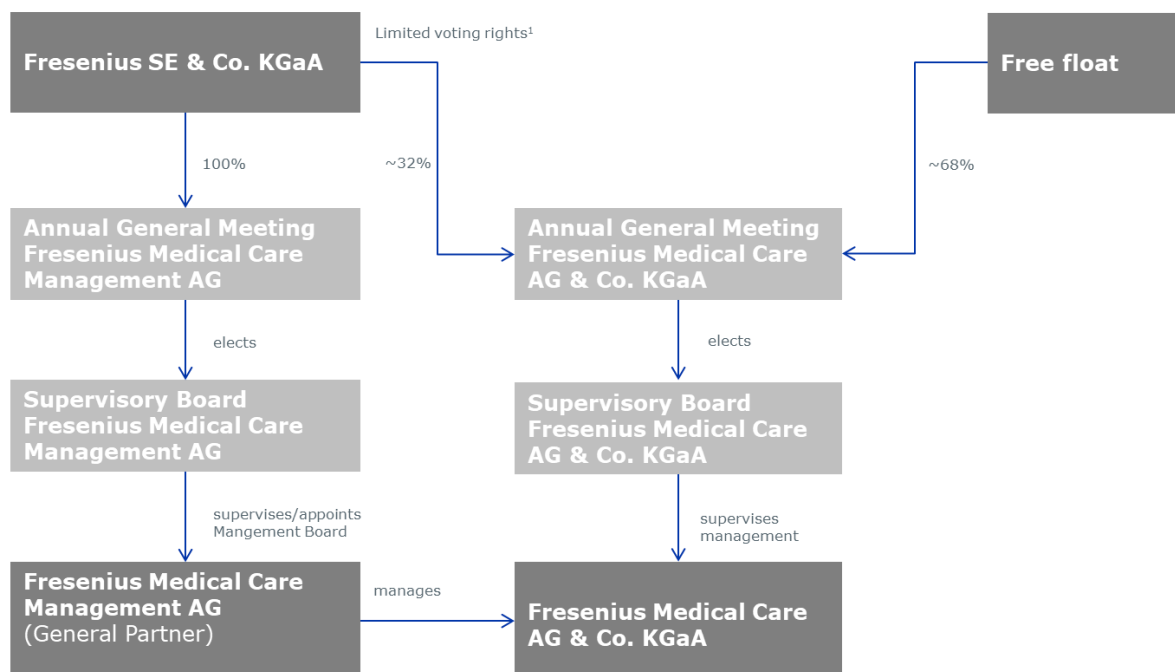 Limited voting rights¹
Fresenius SE & Co. KGaA
Free float
100%
~32%
~68%
Annual General Meeting
Fresenius Medical Care
Management AG
Annual General Meeting
Fresenius Medical Care
AG & Co. KGaA
elects
elects
Supervisory Board
Fresenius Medical Care
Management AG
Supervisory Board
Fresenius Medical Care
AG & Co. KGaA
supervises/appoints
Mangement Board
supervises
management
Fresenius Medical Care
Management AG
(General Partner)
manages
Fresenius Medical Care
AG & Co. KGaA